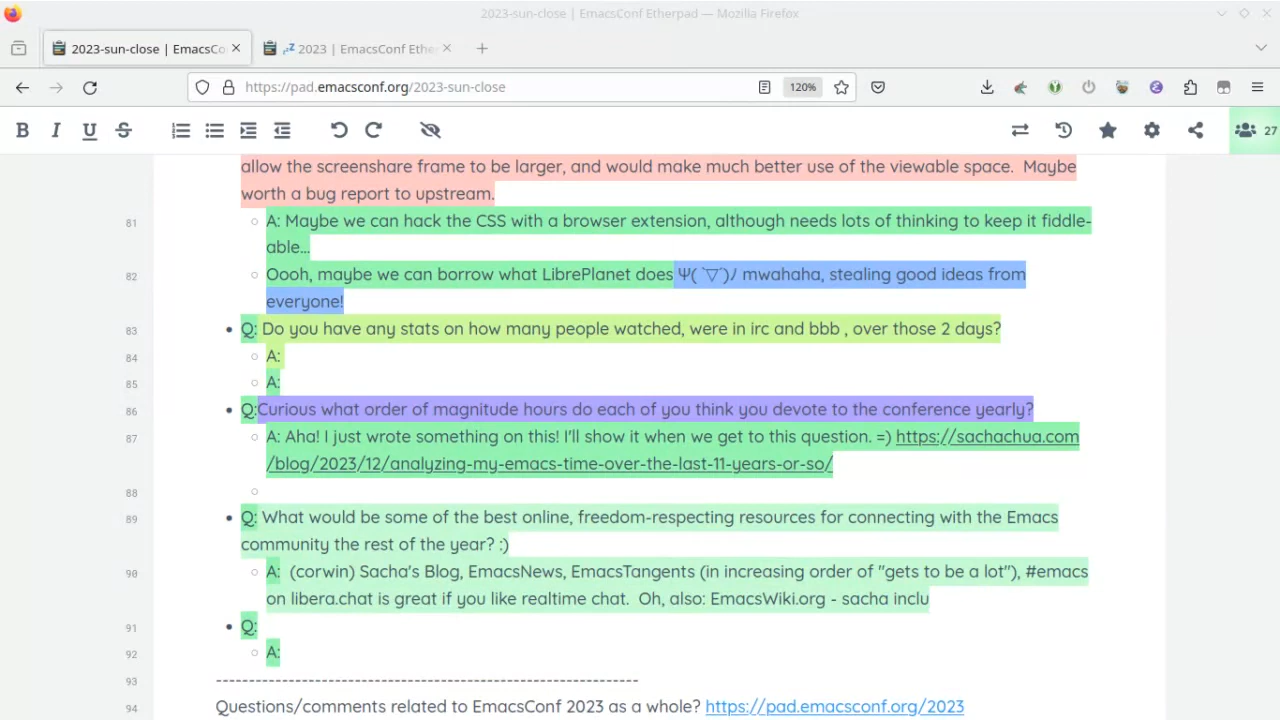 2023-sun-close | EmacsConf Etherpad — Mozilla Firefox
2023-sun-close | EmacsCo
2023 | EmacsConf Ethe
https://pad.emacsconf.org/2023-sun-close
120%
B I U S
27
allow the screenshare frame to be larger, and would make much better use of the viewable space.  Maybe
worth a bug report to upstream.
81 A: Maybe we can hack the CSS with a browser extension, although needs lots of thinking to keep it fiddle-
able...
82 Oooh, maybe we can borrow what LibrePlanet does Ψ( `▽´)ﾉ mwahaha, stealing good ideas from
everyone!
83 Q: Do you have any stats on how many people watched, were in irc and bbb , over those 2 days?
84 A:
85 A:
86 Q:Curious what order of magnitude hours do each of you think you devote to the conference yearly?
87 A: Aha! I just wrote something on this! I'll show it when we get to this question. =) https://sachachua.com
/blog/2023/12/analyzing-my-emacs-time-over-the-last-11-years-or-so/
88
89 Q: What would be some of the best online, freedom-respecting resources for connecting with the Emacs
community the rest of the year? :)
90 A:  (corwin) Sacha's Blog, EmacsNews, EmacsTangents (in increasing order of "gets to be a lot"), #emacs
on libera.chat is great if you like realtime chat.  Oh, also: EmacsWiki.org - sacha inclu
91 Q:
92 A:
93 ------------------------------------------------------------
94 Questions/comments related to EmacsConf 2023 as a whole? https://pad.emacsconf.org/2023